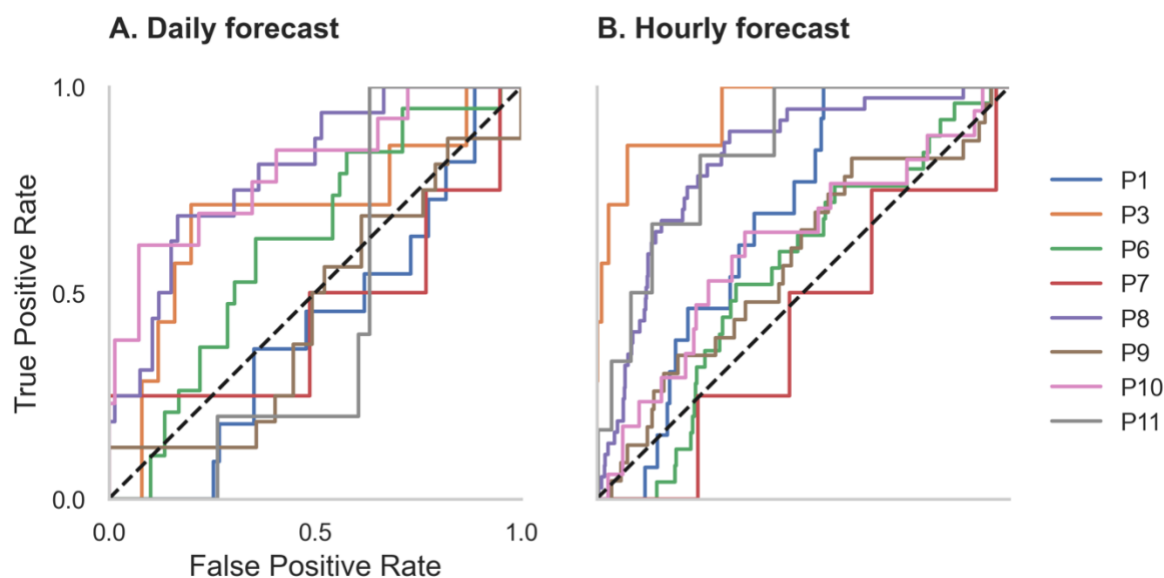 A. Daily forecast
B. Hourly forecast
True Positive Rate
1.0
0.5
0.0
0.0
0.5
1.0
False Positive Rate
P1
P3
P6
P7
P8
P9
P10
P11